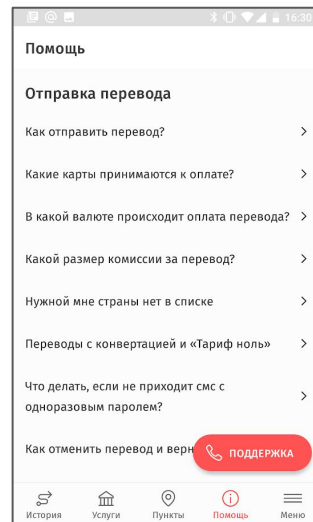 16:30
Помощь
Отправка перевода
Как отправить перевод?
Какие карты принимаются к оплате?
В какой валюте происходит оплата перевода?
Какой размер комиссии за перевод?
Нужной мне страны нет в списке
Переводы с конвертацией и «Тариф ноль»
Что делать, если не приходит смс с
одноразовым паролем?
Как отменить перевод и верн
ПОДДЕРЖКА
История Услуги Пункты Помощь Меню